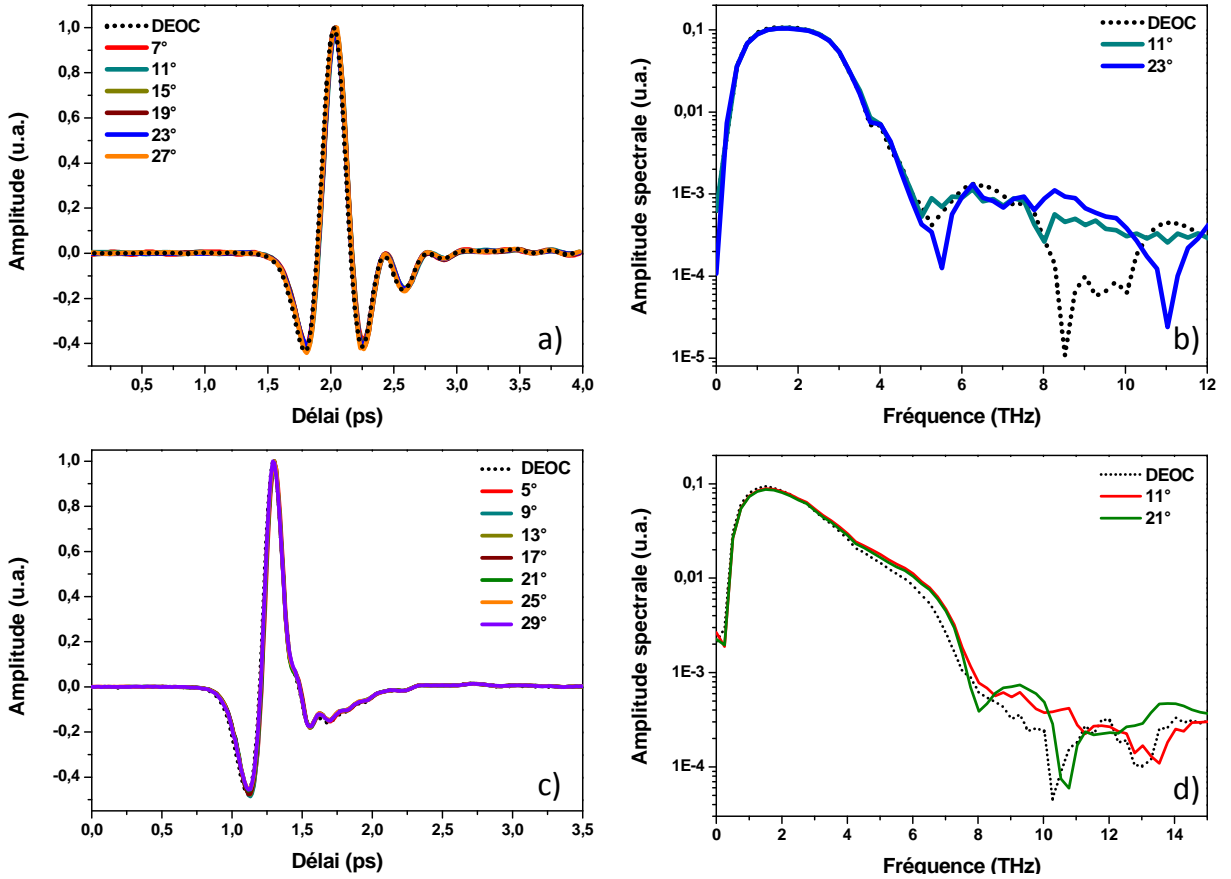 Amplitude (u.a.)
1,0
0,8
0,6
0,4
0,2
0,0
-0,2
-0,4
DEOC
7°
11°
15°
19°
23°
27°
a)
0,5 1,0 1,5 2,0 2,5 3,0 3,5 4,0
Délai (ps)
Amplitude spectrale (u.a.)
0,1
0,01
1E-3
1E-4
1E-5
DEOC
11°
23°
b)
0 2 4 6 8 10 12
Fréquence (THz)
Amplitude (u.a.)
1,0
0,8
0,6
0,4
0,2
0,0
-0,2
-0,4
DEOC
5°
9°
13°
17°
21°
25°
29°
c)
0,0 0,5 1,0 1,5 2,0 2,5 3,0 3,5
Délai (ps)
Amplitude spectrale (u.a.)
0,1
0,01
1E-3
1E-4
DEOC
11°
21°
d)
0 2 4 6 8 10 12 14
Fréquence (THz)